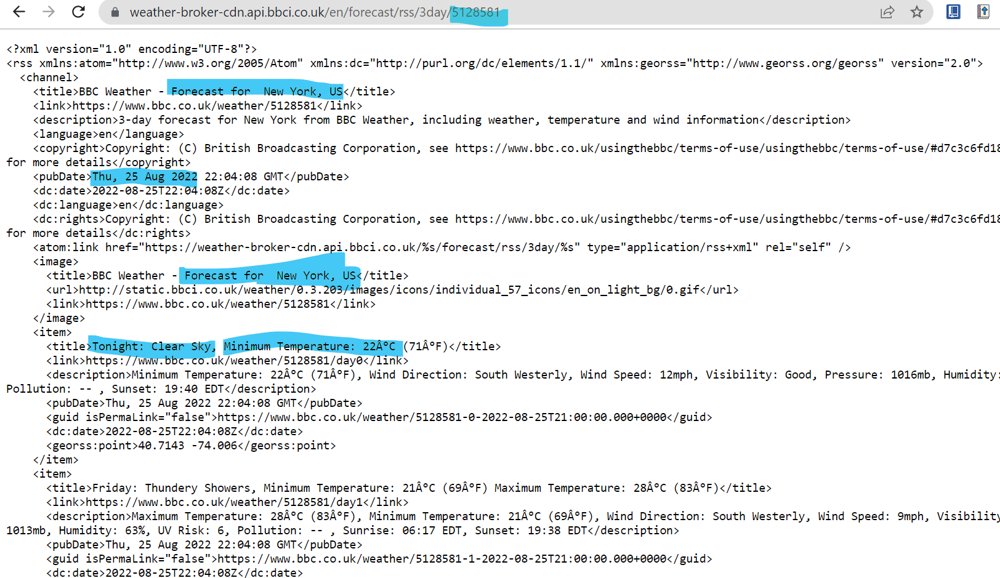 weather-broker-cdn.api.bbci.co.uk/en/forecast/rss/3day/5128581
<?xml version="1.0" encoding="UTF-8"?>
<rss xmlns:atom="http://www.w3.org/2005/Atom" xmlns:dc="http://purl.org/dc/elements/1.1/" xmlns:georss="http://www.georss.org/georss" version="2.0">
<channel>
<title>BBC Weather - Forecast for  New York, US</title>
<link>https://www.bbc.co.uk/weather/5128581</link>
<description>3-day forecast for New York from BBC Weather, including weather, temperature and wind information</description>
<language>en</language>
<copyright>Copyright: (C) British Broadcasting Corporation, see https://www.bbc.co.uk/usingthebbc/terms-of-use/usingthebbc/terms-of-use/#d7c3c6fd18
for more details</copyright>
<pubDate>Thu, 25 Aug 2022 22:04:08 GMT</pubDate>
<dc:date>2022-08-25T22:04:08Z</dc:date>
<dc:language>en</dc:language>
<dc:rights>Copyright: (C) British Broadcasting Corporation, see https://www.bbc.co.uk/usingthebbc/terms-of-use/usingthebbc/terms-of-use/#d7c3c6fd18
for more details</dc:rights>
<atom:link href="https://weather-broker-cdn.api.bbci.co.uk/%s/forecast/rss/3day/%s" type="application/rss+xml" rel="self" />
<image>
<title>BBC Weather - Forecast for  New York, US</title>
<url>http://static.bbci.co.uk/weather/0.3.203/images/icons/individual_57_icons/en_on_light_bg/0.gif</url>
<link>https://www.bbc.co.uk/weather/5128581</link>
</image>
<item>
<title>Tonight: Clear Sky, Minimum Temperature: 22Â°C (71Â°F)</title>
<link>https://www.bbc.co.uk/weather/5128581/day0</link>
<description>Minimum Temperature: 22Â°C (71Â°F), Wind Direction: South Westerly, Wind Speed: 12mph, Visibility: Good, Pressure: 1016mb, Humidity:
Pollution: -- , Sunset: 19:40 EDT</description>
<pubDate>Thu, 25 Aug 2022 22:04:08 GMT</pubDate>
<guid isPermaLink="false">https://www.bbc.co.uk/weather/5128581-0-2022-08-25T21:00:00.000+0000</guid>
<dc:date>2022-08-25T22:04:08Z</dc:date>
<georss:point>40.7143 -74.006</georss:point>
</item>
<item>
<title>Friday: Thundery Showers, Minimum Temperature: 21Â°C (69Â°F) Maximum Temperature: 28Â°C (83Â°F)</title>
<link>https://www.bbc.co.uk/weather/5128581/day1</link>
<description>Maximum Temperature: 28Â°C (83Â°F), Minimum Temperature: 21Â°C (69Â°F), Wind Direction: South Westerly, Wind Speed: 9mph, Visibility
1013mb, Humidity: 63%, UV Risk: 6, Pollution: -- , Sunrise: 06:17 EDT, Sunset: 19:38 EDT</description>
<pubDate>Thu, 25 Aug 2022 22:04:08 GMT</pubDate>
<guid isPermaLink="false">https://www.bbc.co.uk/weather/5128581-1-2022-08-25T21:00:00.000+0000</guid>
<dc:date>2022-08-25T22:04:08Z</dc:date>